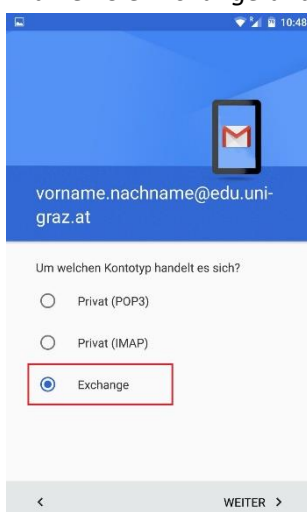 10:48
vorname.nachname@edu.uni-
graz.at
Um welchen Kontotyp handelt es sich?
Privat (POP3)
Privat (IMAP)
Exchange
WEITER